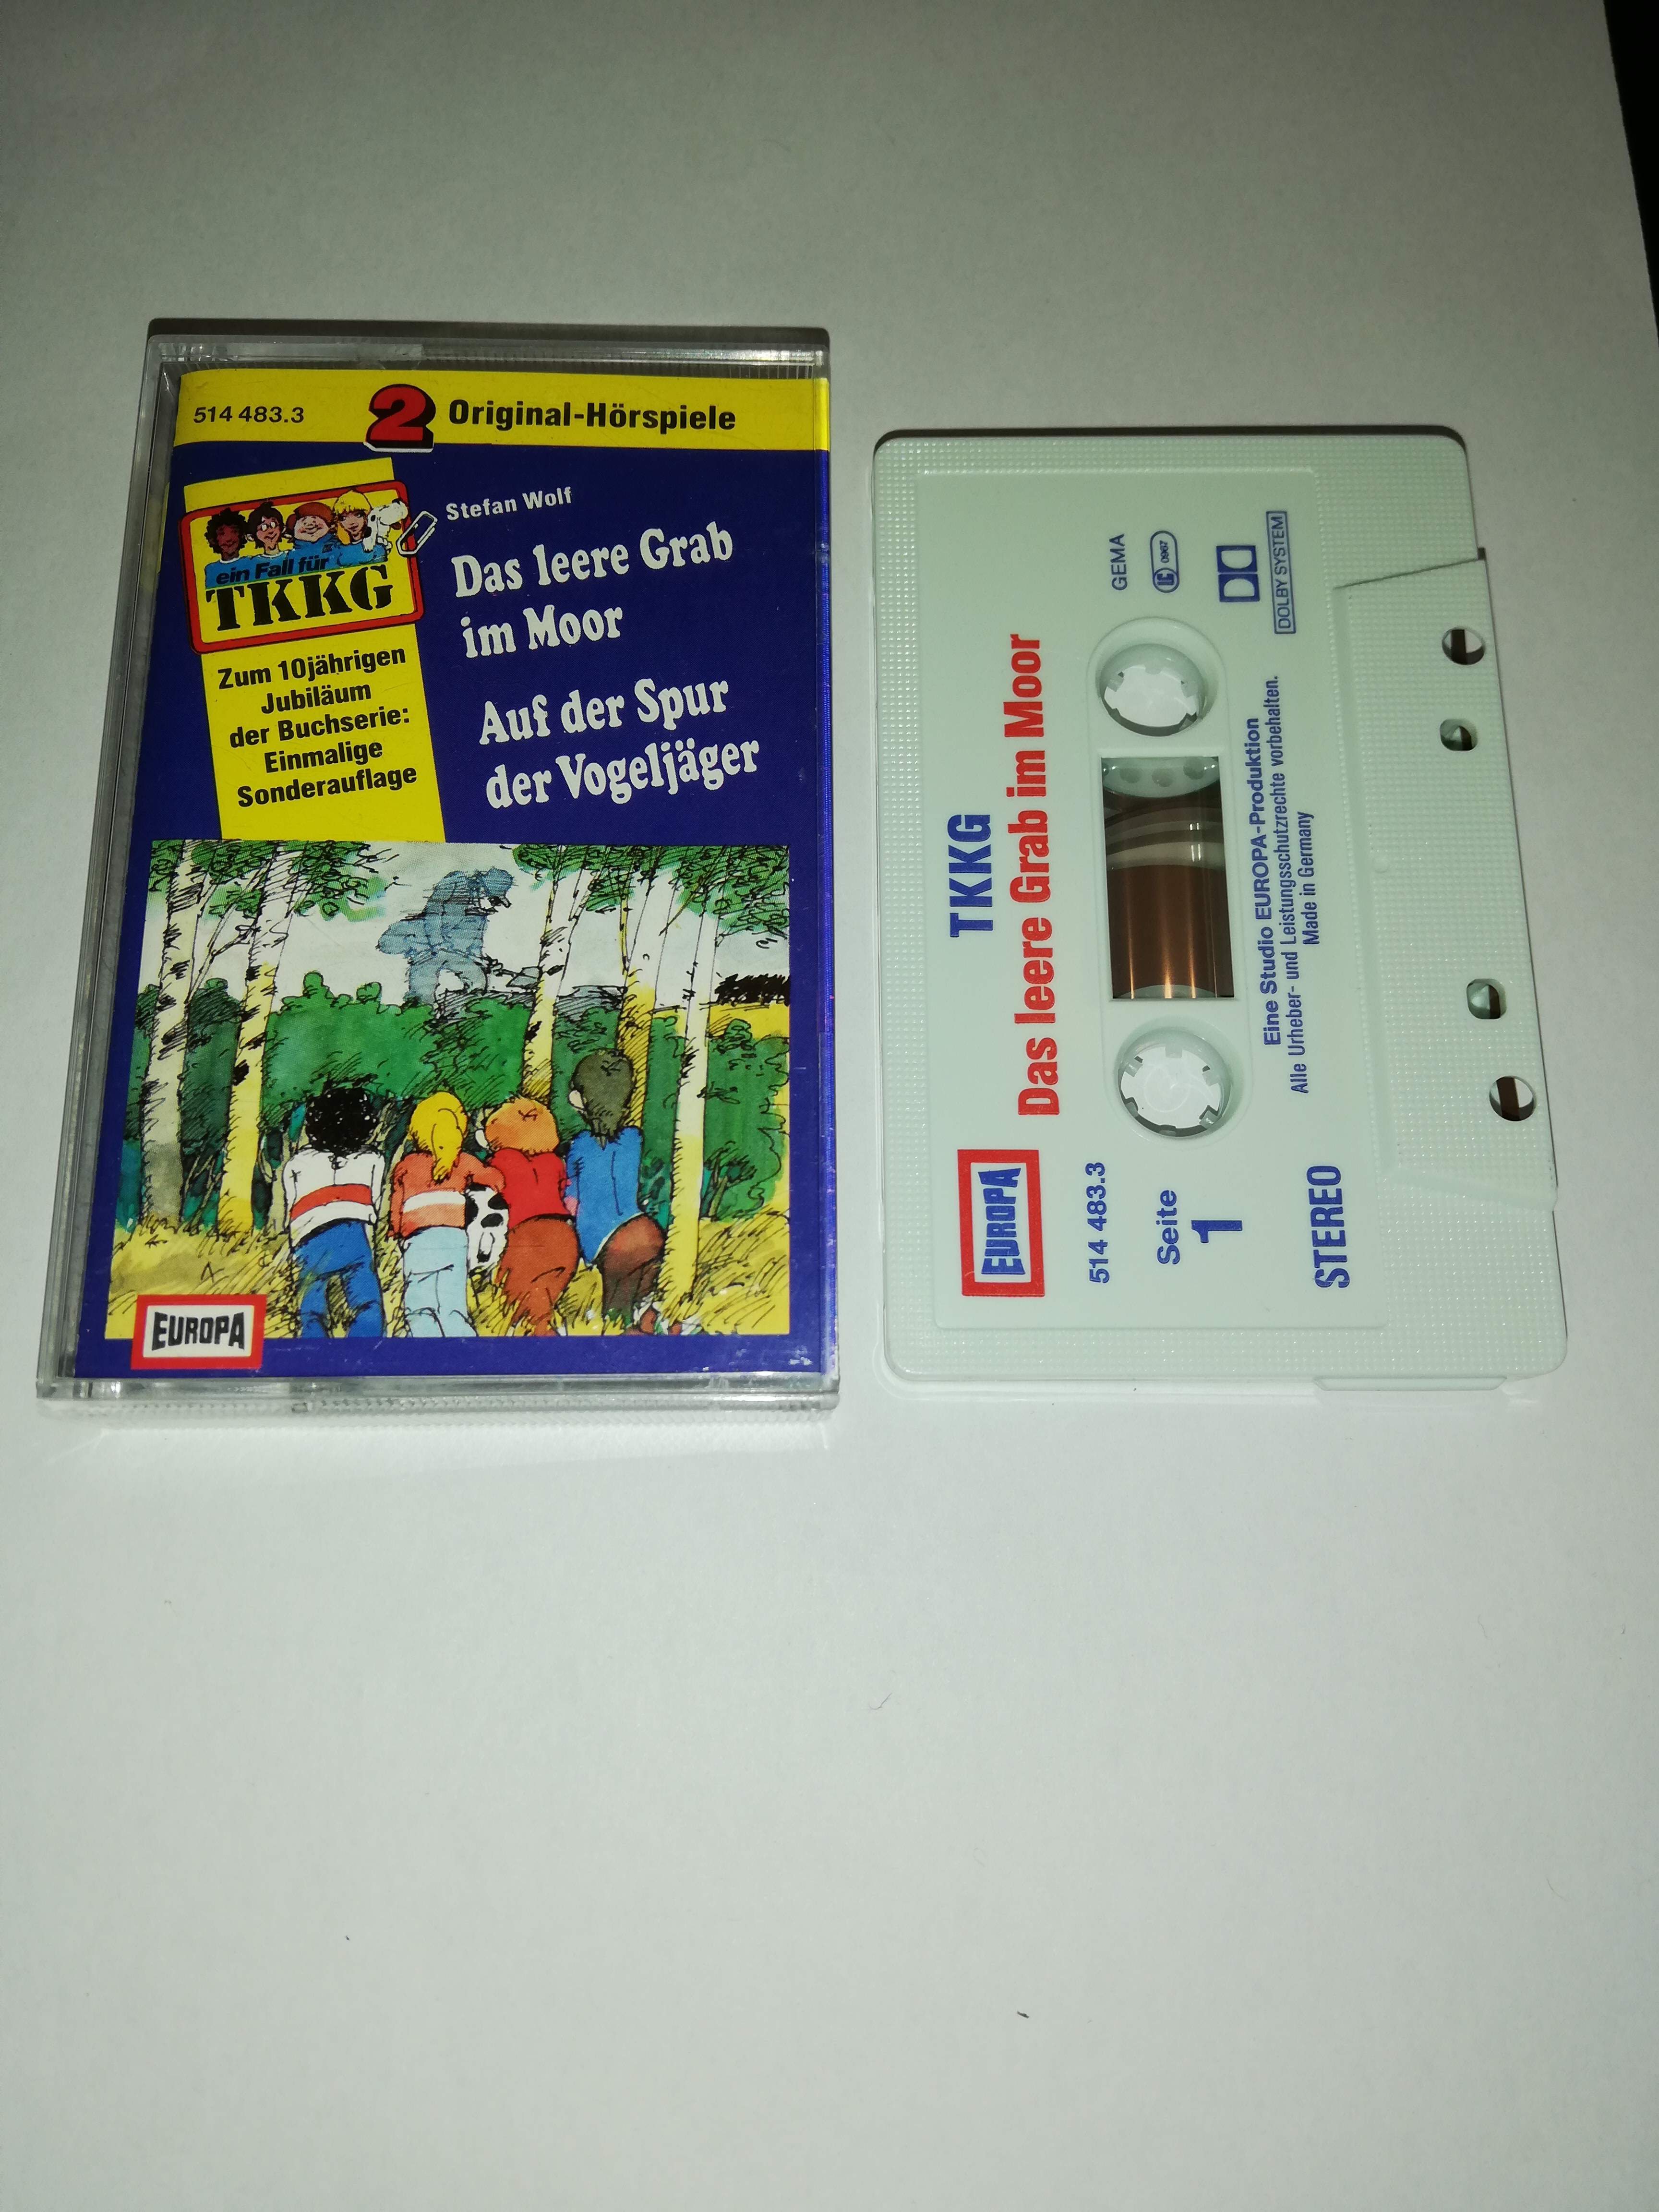 514 483.3
2 Original-Hörspiele
ein Fall für
TKKG
Zum 10jährigen
Jubiläum
der Buchserie:
Einmalige
Sonderauflage
Stefan Wolf
Das leere Grab
im Moor
Auf der Spur
der Vogeljäger
EUROPA
EUROPA
TKKG
Das leere Grab im Moor
514 483.3
Seite
1
STEREO
GEMA
LC 0967
DOLBY SYSTEM
Eine Studio EUROPA-Produktion
Alle Urheber- und Leistungsschutzrechte vorbehalten.
Made in Germany